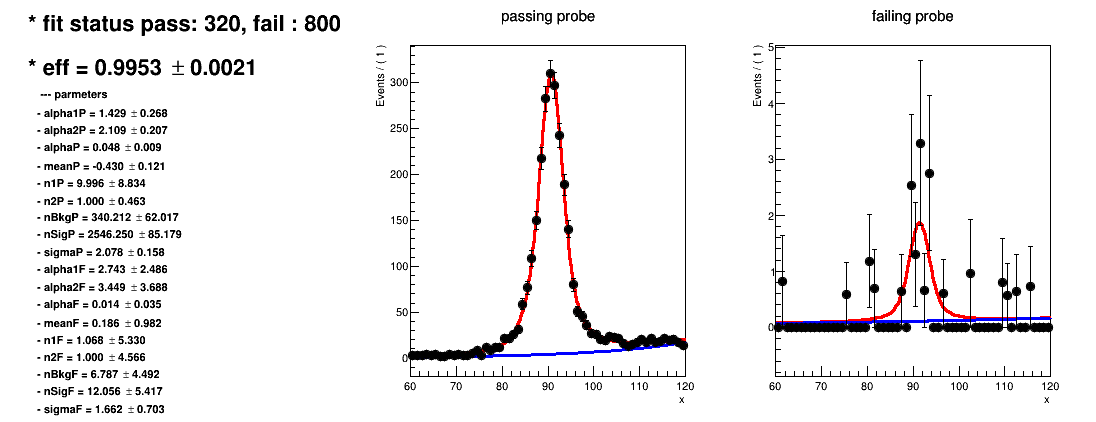 * fit status pass: 320, fail : 800
* eff = 0.9953 ± 0.0021
--- parmeters
- alpha1P = 1.429 ± 0.268
- alpha2P = 2.109 ± 0.207
- alphaP = 0.048 ± 0.009
- meanP = -0.430 ± 0.121
- n1P = 9.996 ± 8.834
- n2P = 1.000 ± 0.463
- nBkgP = 340.212 ± 62.017
- nSigP = 2546.250 ± 85.179
- sigmaP = 2.078 ± 0.158
- alpha1F = 2.743 ± 2.486
- alpha2F = 3.449 ± 3.688
- alphaF = 0.014 ± 0.035
- meanF = 0.186 ± 0.982
- n1F = 1.068 ± 5.330
- n2F = 1.000 ± 4.566
- nBkgF = 6.787 ± 4.492
- nSigF = 12.056 ± 5.417
- sigmaF = 1.662 ± 0.703
passing probe
Events / ( 1 )
300
250
200
150
100
50
0
60 70 80 90 100 110 120
x
failing probe
Events / ( 1 )
5
4
3
2
1
0
60 70 80 90 100 110 120
x